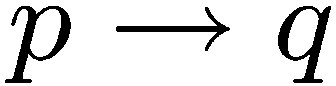 p → q